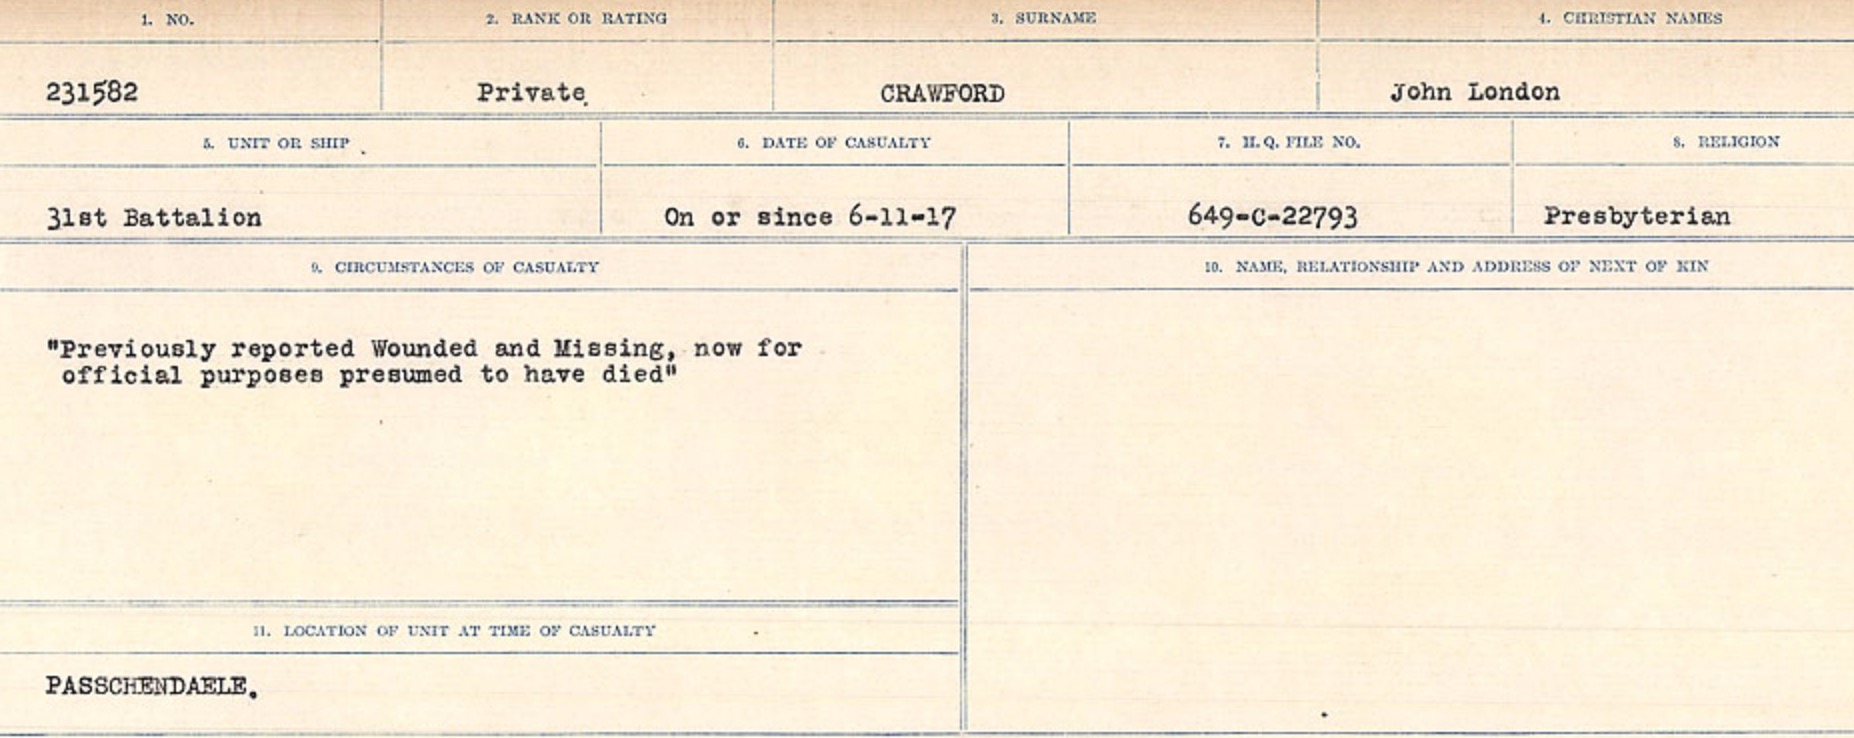 1. NO. 2. RANK OR RATING 3. SURNAME 4. CHRISTIAN NAMES
231582 Private. CRAWFORD John London
5. UNIT OR SHIP 6. DATE OF CASUALTY 7. H.Q. FILE NO. 8. RELIGION
31st Battalion On or since 6-11-17 649-C-22793 Presbyterian
9. CIRCUMSTANCES OF CASUALTY 10. NAME, RELATIONSHIP AND ADDRESS OF NEXT OF KIN
"Previously reported Wounded and Missing, now for
official purposes presumed to have died"
11. LOCATION OF UNIT AT TIME OF CASUALTY
PASSCHENDAELE.